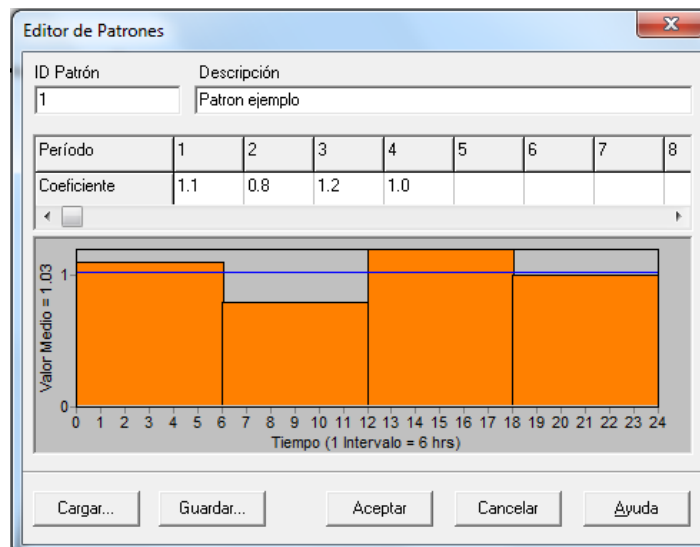 Editor de Patrones
ID Patrón Descripción
1 Patron ejemplo
Período 1 2 3 4 5 6 7 8
Coeficiente 1.1 0.8 1.2 1.0
Valor Medio = 1.03
1
0
0 1 2 3 4 5 6 7 8 9 10 11 12 13 14 15 16 17 18 19 20 21 22 23 24
Tiempo (1 Intervalo = 6 hrs)
Cargar... Guardar... Aceptar Cancelar Ayuda